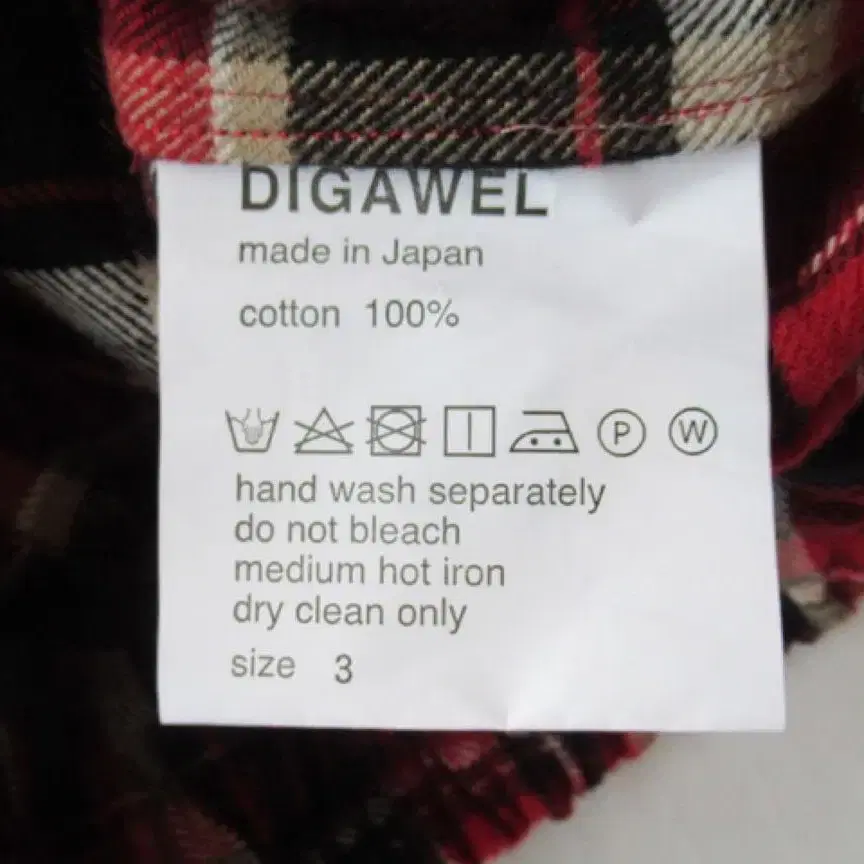 DIGAWEL
made in Japan
cotton 100%
P W
hand wash separately
do not bleach
medium hot iron
dry clean only
size 3